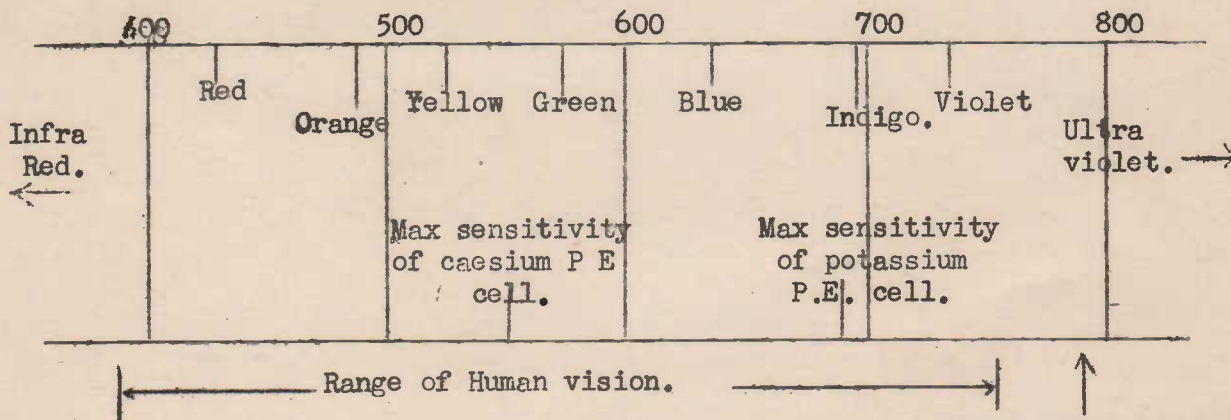 400 500 600 700 800
Red Orange Yellow Green Blue Indigo. Violet
Infra
Red.
Ultra
violet.
Max sensitivity
of caesium P E
cell.
Max sensitivity
of potassium
P.E. cell.
Range of Human vision.